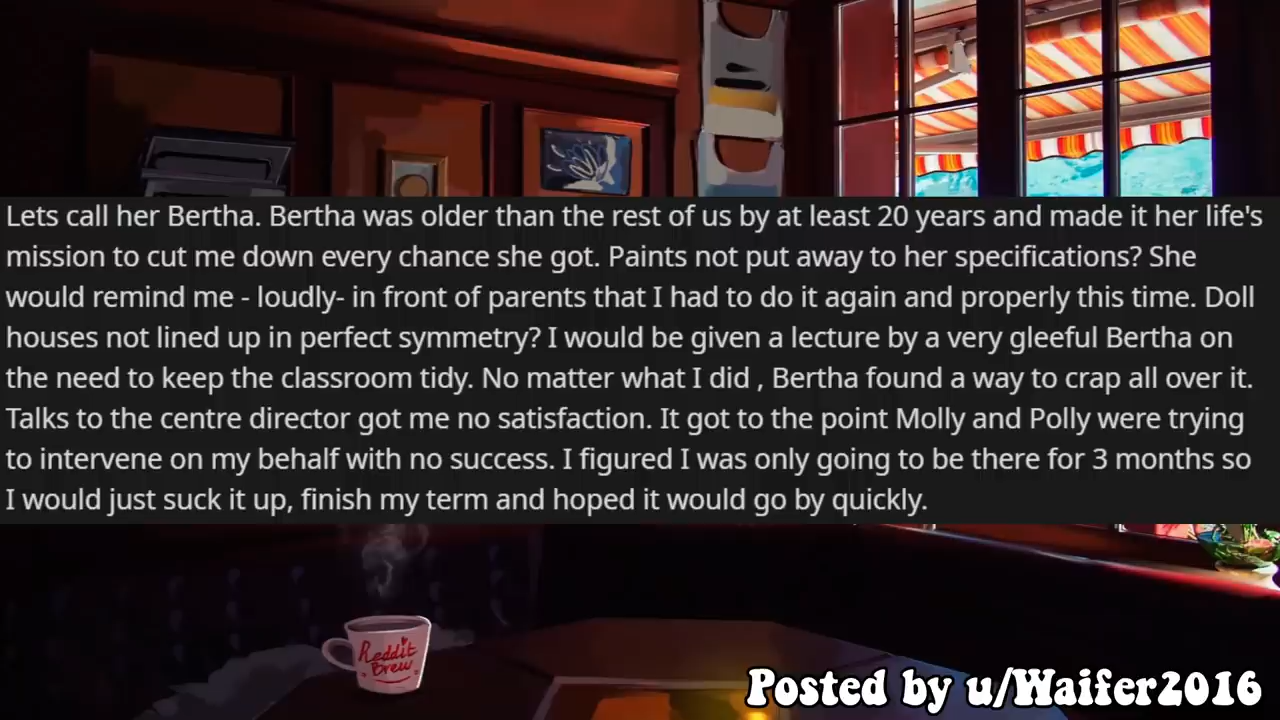 Lets call her Bertha. Bertha was older than the rest of us by at least 20 years and made it her life's
mission to cut me down every chance she got. Paints not put away to her specifications? She
would remind me - loudly- in front of parents that I had to do it again and properly this time. Doll
houses not lined up in perfect symmetry? I would be given a lecture by a very gleeful Bertha on
the need to keep the classroom tidy. No matter what I did , Bertha found a way to crap all over it.
Talks to the centre director got me no satisfaction. It got to the point Molly and Polly were trying
to intervene on my behalf with no success. I figured I was only going to be there for 3 months so
I would just suck it up, finish my term and hoped it would go by quickly.
Reddit
Brew
Posted by u/Waifer2016